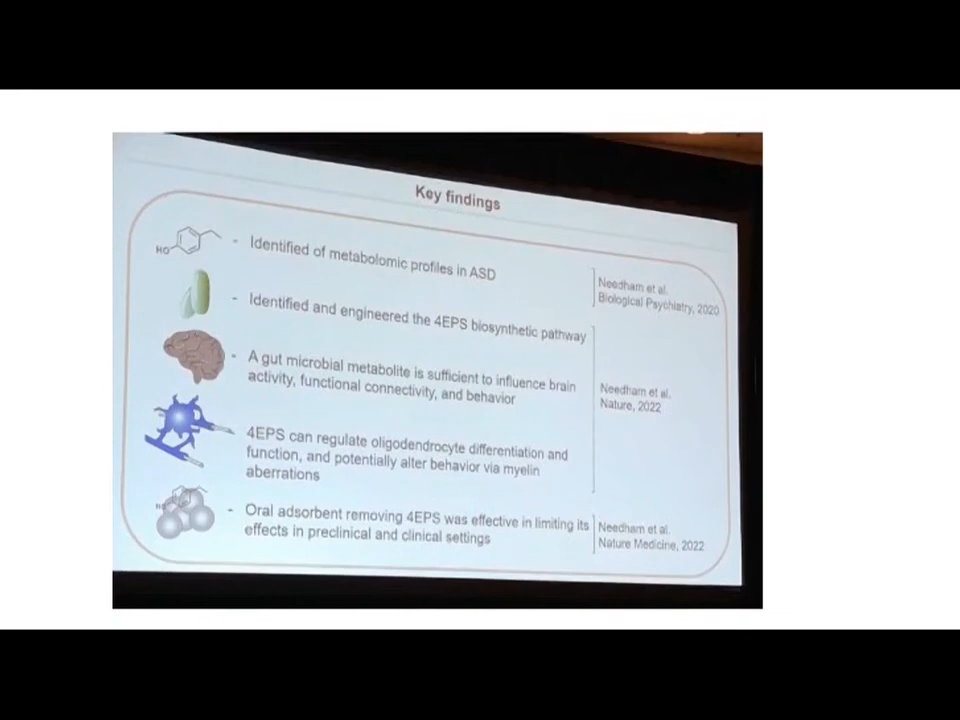 Key findings
HO
- Identified of metabolomic profiles in ASD
Needham et al.
Biological Psychiatry, 2020
- Identified and engineered the 4EPS biosynthetic pathway
- A gut microbial metabolite is sufficient to influence brain
activity, functional connectivity, and behavior
Needham et al.
Nature, 2022
4EPS can regulate oligodendrocyte differentiation and
function, and potentially alter behavior via myelin
aberrations
- Oral adsorbent removing 4EPS was effective in limiting its
effects in preclinical and clinical settings
Needham et al.
Nature Medicine, 2022